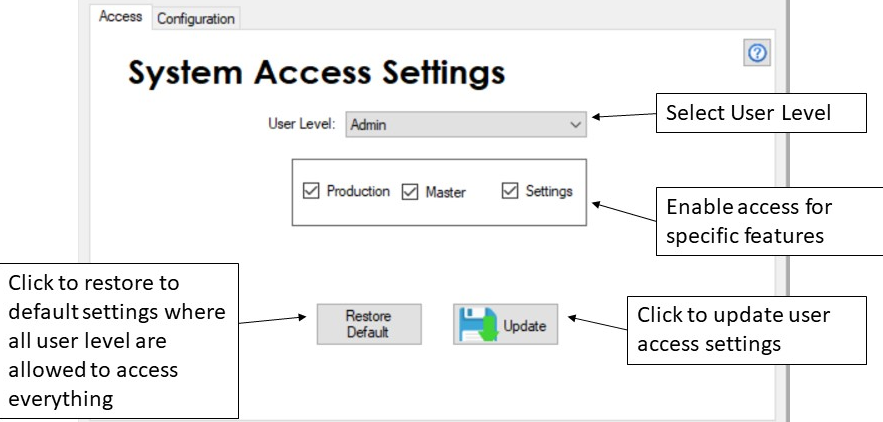 Access
Configuration
System Access Settings
User Level:
Admin
Select User Level
Production
Master
Settings
Enable access for
specific features
Click to restore to
default settings where
all user level are
allowed to access
everything
Restore
Default
Update
Click to update user
access settings